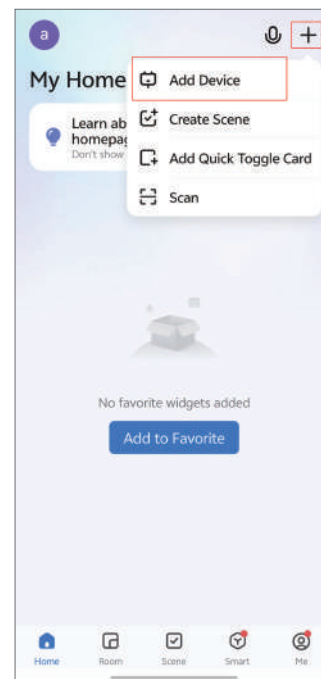 a
My Home
Add Device
Learn ab
Create Scene
homepag
Don't show
Add Quick Toggle Card
Scan
No favorite widgets added
Add to Favorite
Home
Room
Scene
Smart
Me